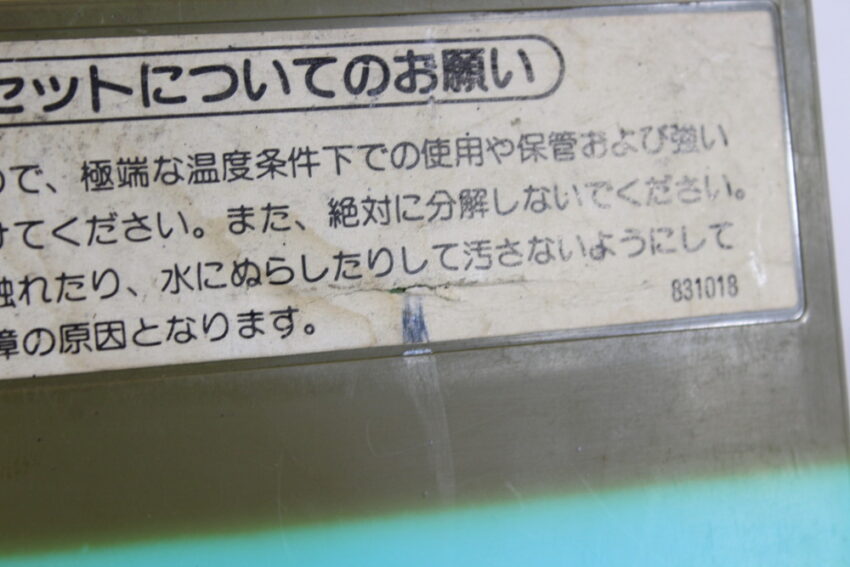 セットについてのお願い
ので、極端な温度条件下での使用や保管および強い
けてください。また、絶対に分解しないでください。
触れたり、水にぬらしたりして汚さないようにして
障の原因となります。
831018